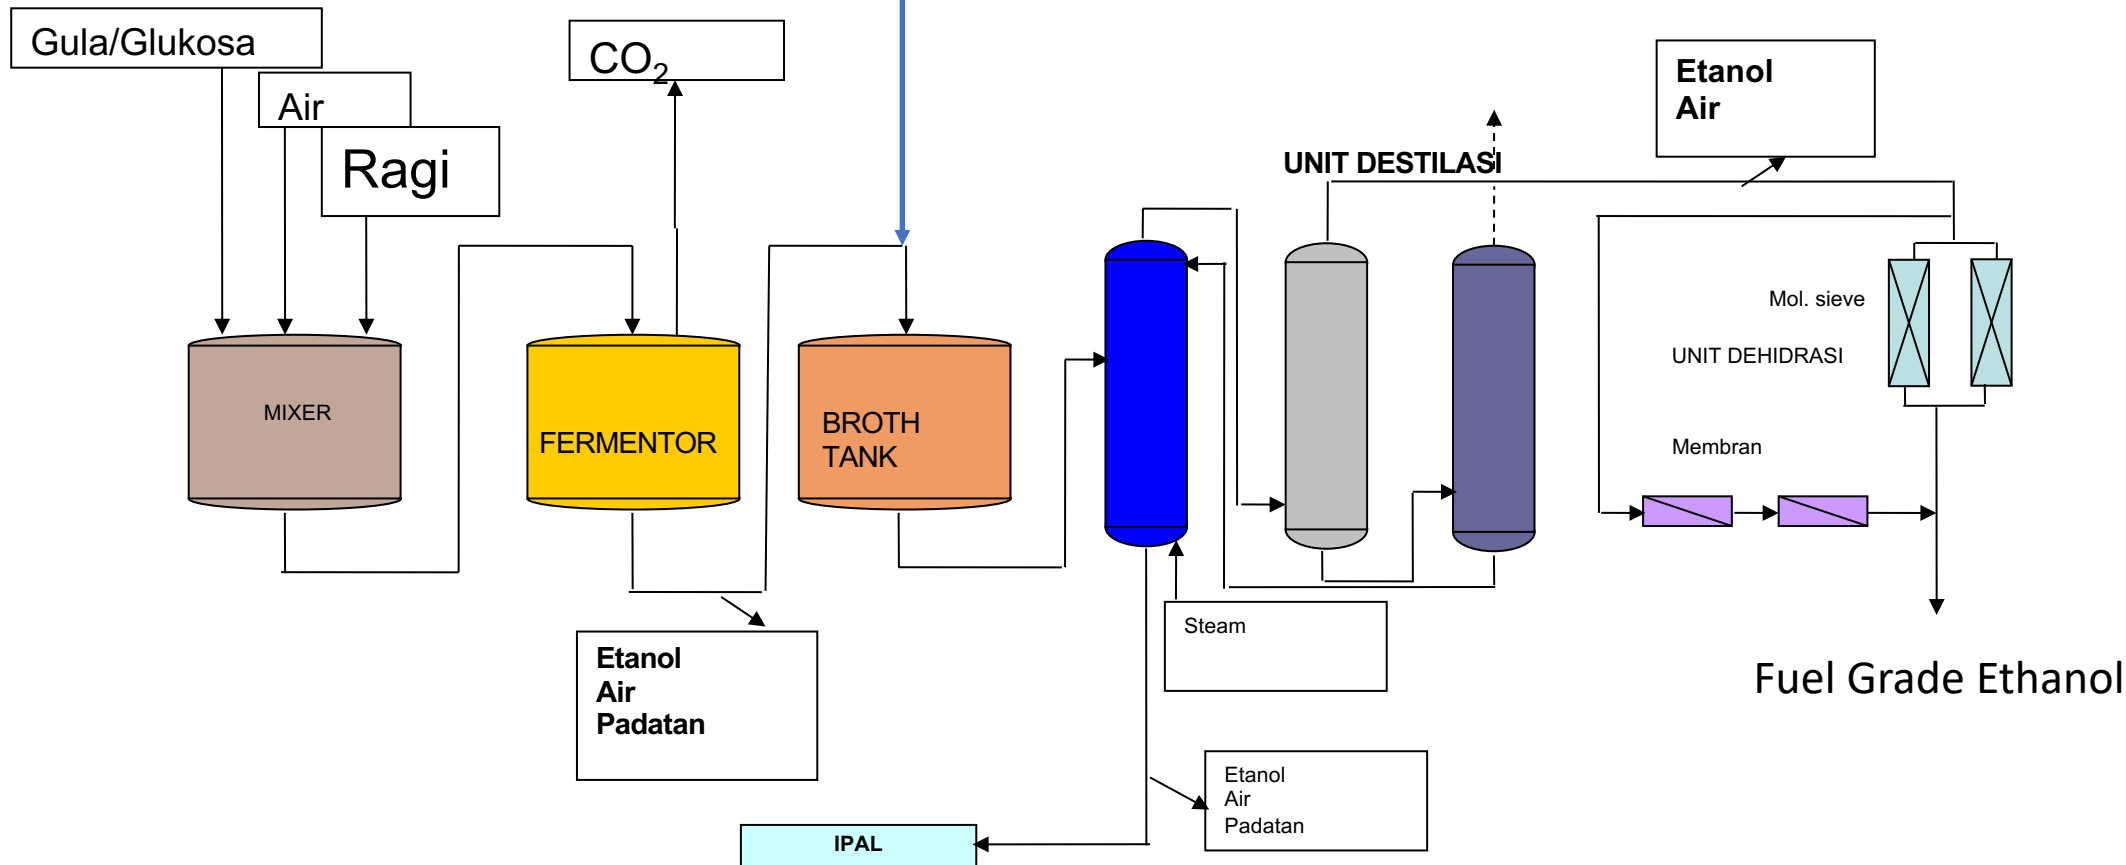 Gula/Glukosa
Air
Ragi
CO₂
Etanol
Air
UNIT DESTILASI
Mol. sieve
UNIT DEHIDRASI
Membran
MIXER
FERMENTOR
BROTH
TANK
Steam
Etanol
Air
Padatan
Fuel Grade Ethanol
Etanol
Air
Padatan
IPAL